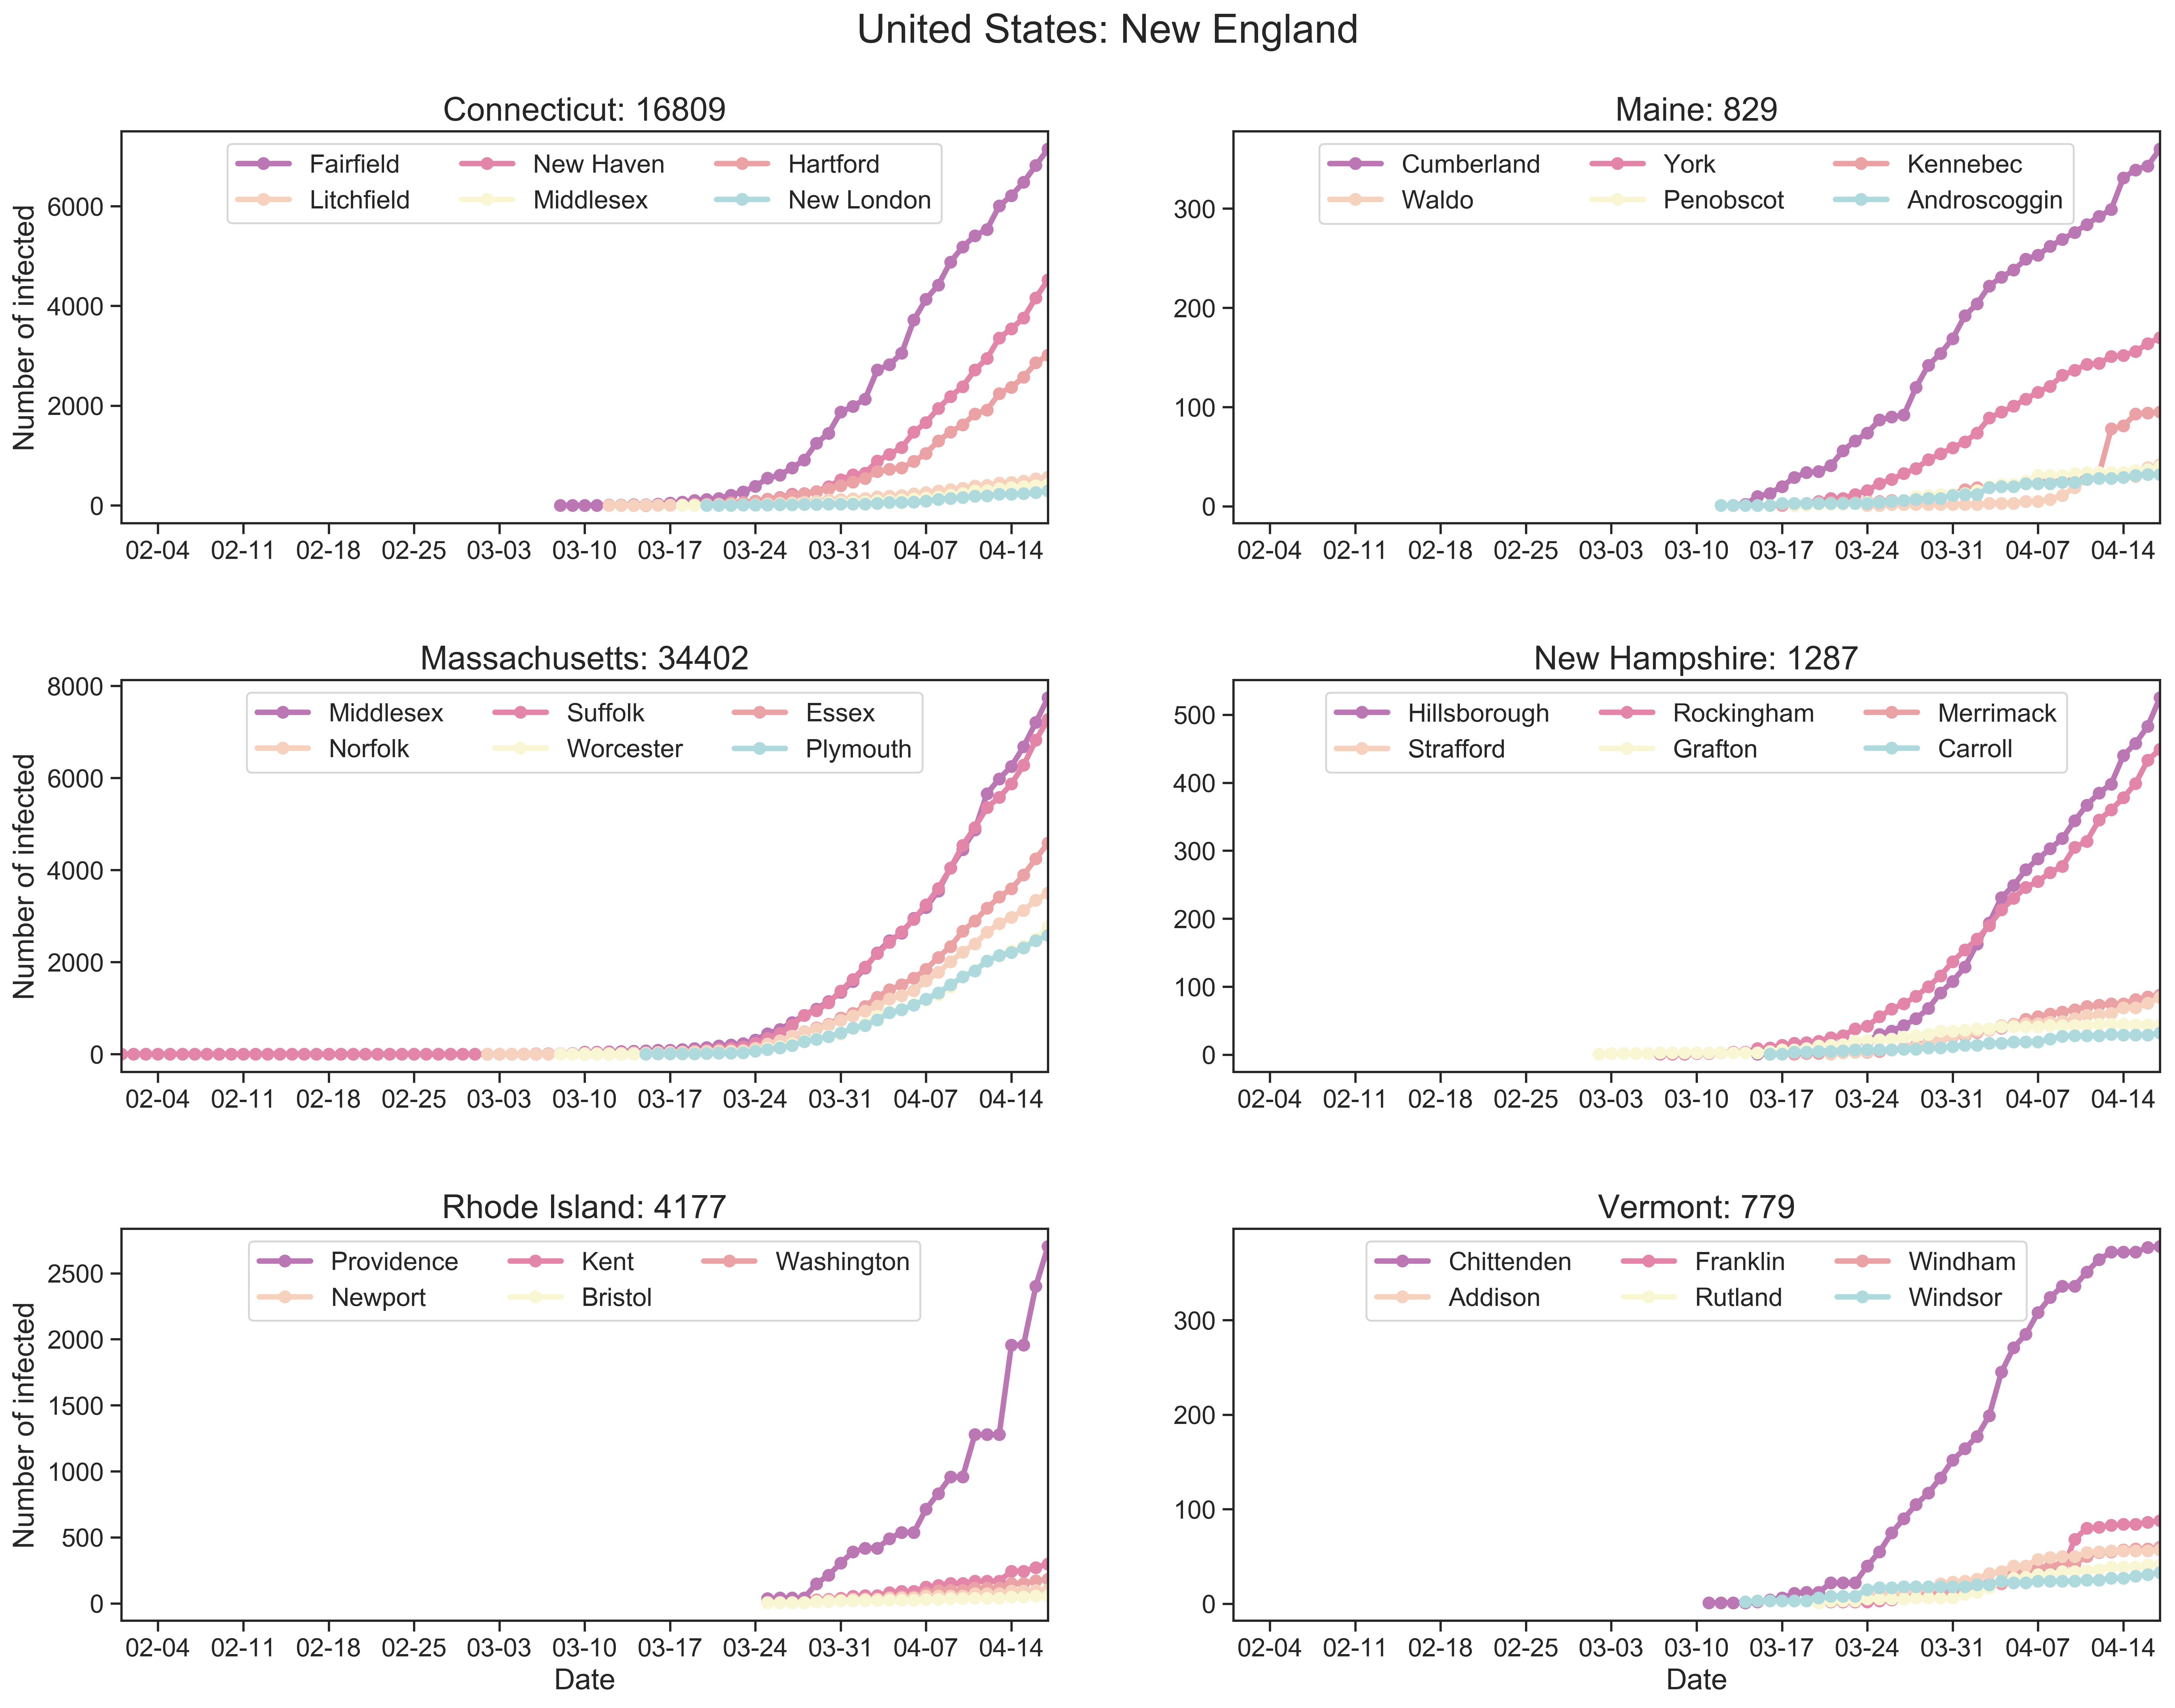 United States: New England
Connecticut: 16809
Fairfield New Haven Hartford
Litchfield Middlesex New London
Number of infected
6000
4000
2000
0
02-04 02-11 02-18 02-25 03-03 03-10 03-17 03-24 03-31 04-07 04-14
Maine: 829
Cumberland York Kennebec
Waldo Penobscot Androscoggin
300
200
100
0
02-04 02-11 02-18 02-25 03-03 03-10 03-17 03-24 03-31 04-07 04-14
Massachusetts: 34402
Middlesex Suffolk Essex
Norfolk Worcester Plymouth
Number of infected
8000
6000
4000
2000
0
02-04 02-11 02-18 02-25 03-03 03-10 03-17 03-24 03-31 04-07 04-14
New Hampshire: 1287
Hillsborough Rockingham Merrimack
Strafford Grafton Carroll
500
400
300
200
100
0
02-04 02-11 02-18 02-25 03-03 03-10 03-17 03-24 03-31 04-07 04-14
Rhode Island: 4177
Providence Kent Washington
Newport Bristol
Number of infected
2500
2000
1500
1000
500
0
02-04 02-11 02-18 02-25 03-03 03-10 03-17 03-24 03-31 04-07 04-14
Date
Vermont: 779
Chittenden Franklin Windham
Addison Rutland Windsor
300
200
100
0
02-04 02-11 02-18 02-25 03-03 03-10 03-17 03-24 03-31 04-07 04-14
Date